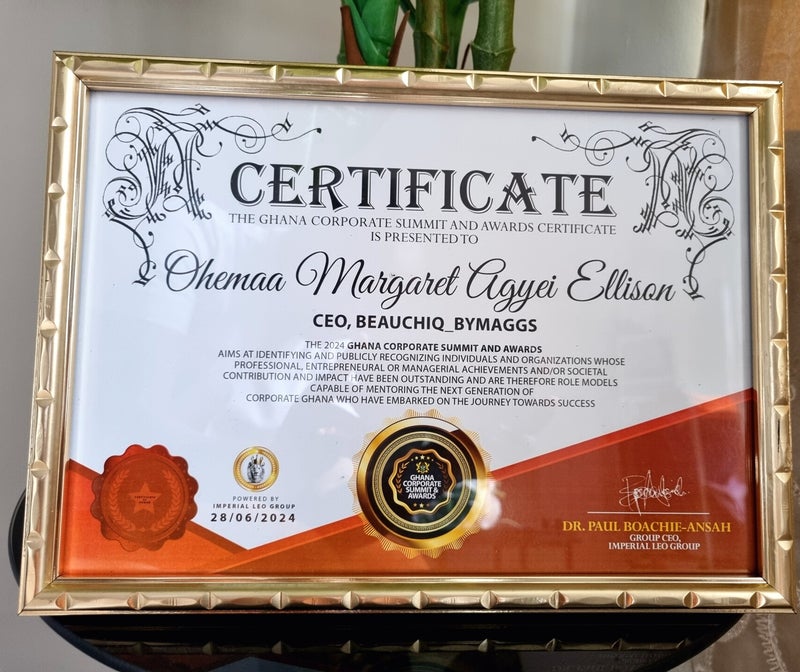 CERTIFICATE
THE GHANA CORPORATE SUMMIT AND AWARDS CERTIFICATE
IS PRESENTED TO
Ohemaa Margaret Agyei Ellison
CEO, BEAUCHIQ_BYMAGGS
THE 2024 GHANA CORPORATE SUMMIT AND AWARDS
AIMS AT IDENTIFYING AND PUBLICLY RECOGNIZING INDIVIDUALS AND ORGANIZATIONS WHOSE
PROFESSIONAL, ENTREPRENEURIAL OR MANAGERIAL ACHIEVEMENTS AND/OR SOCIETAL
CONTRIBUTION AND IMPACT HAVE BEEN OUTSTANDING AND ARE THEREFORE ROLE MODELS
CAPABLE OF MENTORING THE NEXT GENERATION OF
CORPORATE GHANA WHO HAVE EMBARKED ON THE JOURNEY TOWARDS SUCCESS
POWERED BY
IMPERIAL LEO GROUP
28/06/2024
GHANA
CORPORATE
SUMMIT &
AWARDS
DR. PAUL BOACHIE-ANSAH
GROUP CEO,
IMPERIAL LEO GROUP